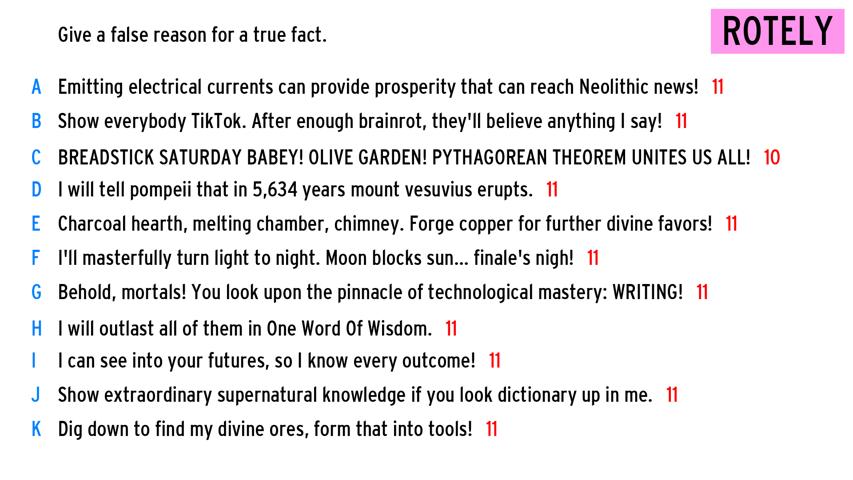 Give a false reason for a true fact.
ROTELY
A Emitting electrical currents can provide prosperity that can reach Neolithic news! 11
B Show everybody TikTok. After enough brainrot, they'll believe anything I say! 11
C BREADSTICK SATURDAY BABEY! OLIVE GARDEN! PYTHAGOREAN THEOREM UNITES US ALL! 10
D I will tell pompeii that in 5,634 years mount vesuvius erupts. 11
E Charcoal hearth, melting chamber, chimney. Forge copper for further divine favors! 11
F I'll masterfully turn light to night. Moon blocks sun... finale's nigh! 11
G Behold, mortals! You look upon the pinnacle of technological mastery: WRITING! 11
H I will outlast all of them in One Word Of Wisdom. 11
I I can see into your futures, so I know every outcome! 11
J Show extraordinary supernatural knowledge if you look dictionary up in me. 11
K Dig down to find my divine ores, form that into tools! 11